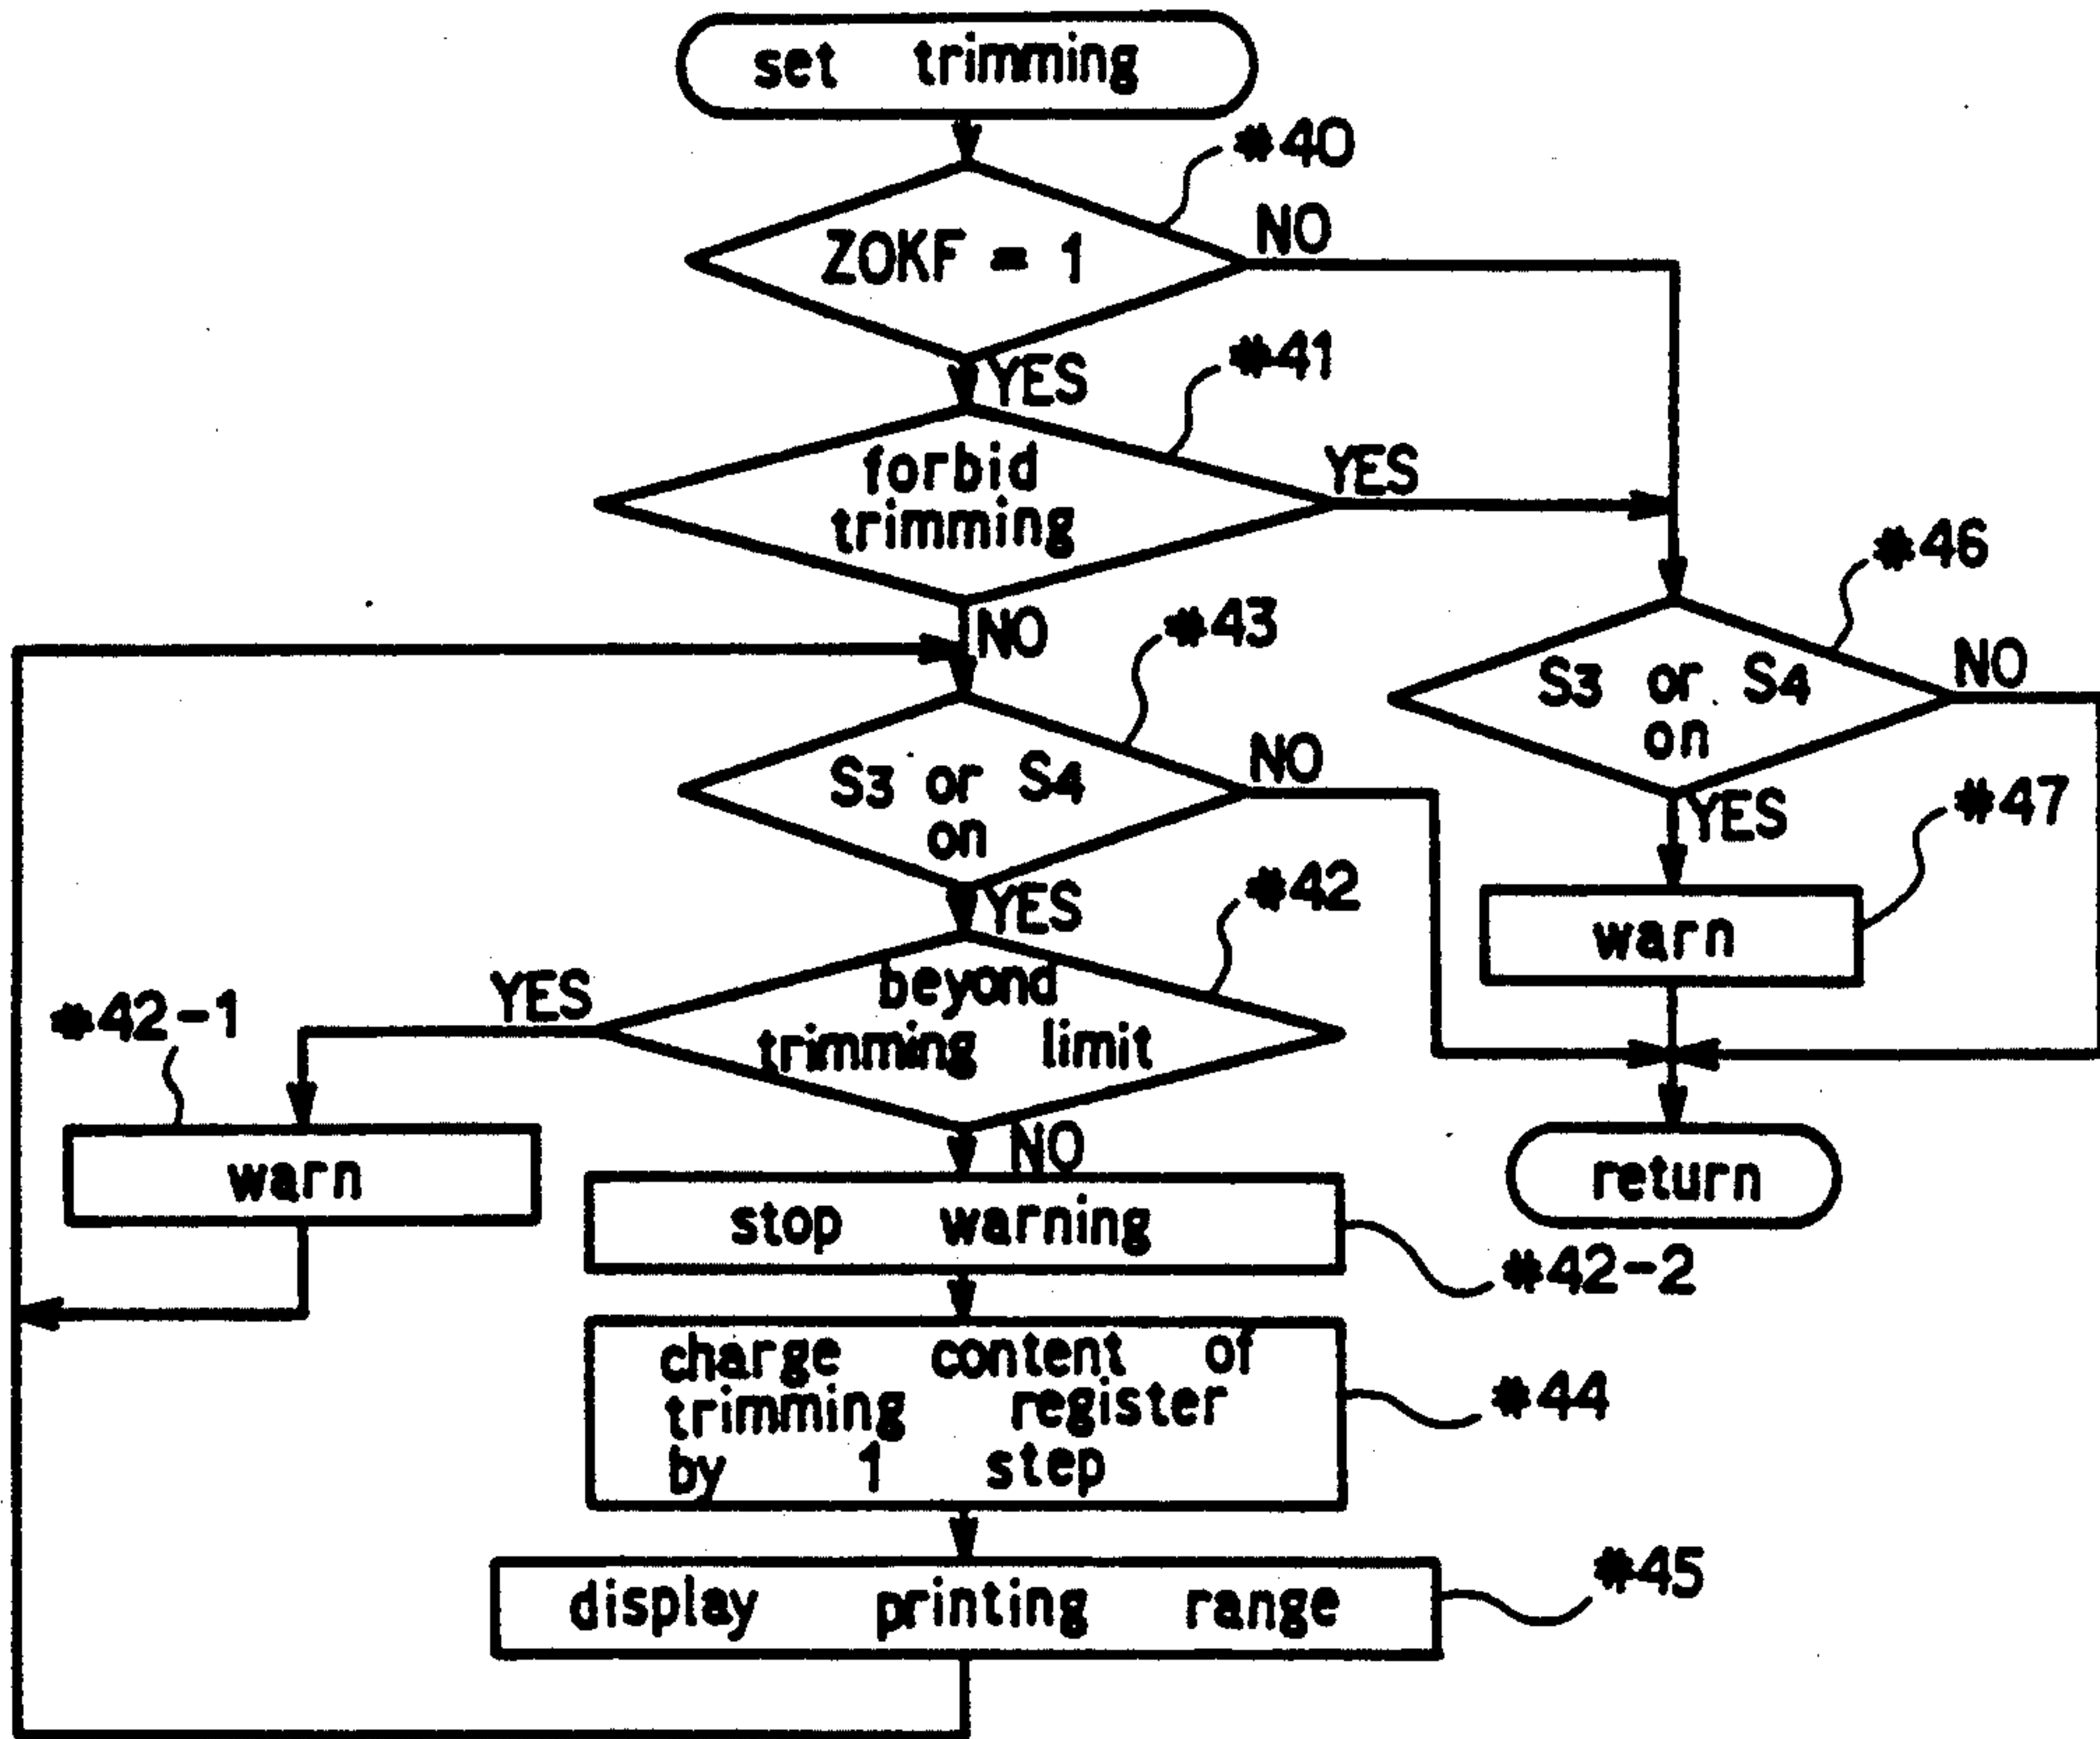 set trimming
*40
ZOKF = 1
NO
YES
*41
forbid
trimming
YES
NO
*43
*46
S3 or S4
on
NO
S3 or S4
on
NO
YES
*47
warn
YES
*42
beyond
trimming limit
YES
*42-1
warn
NO
return
stop warning
*42-2
charge content of
trimming register
by 1 step
*44
display printing range
*45